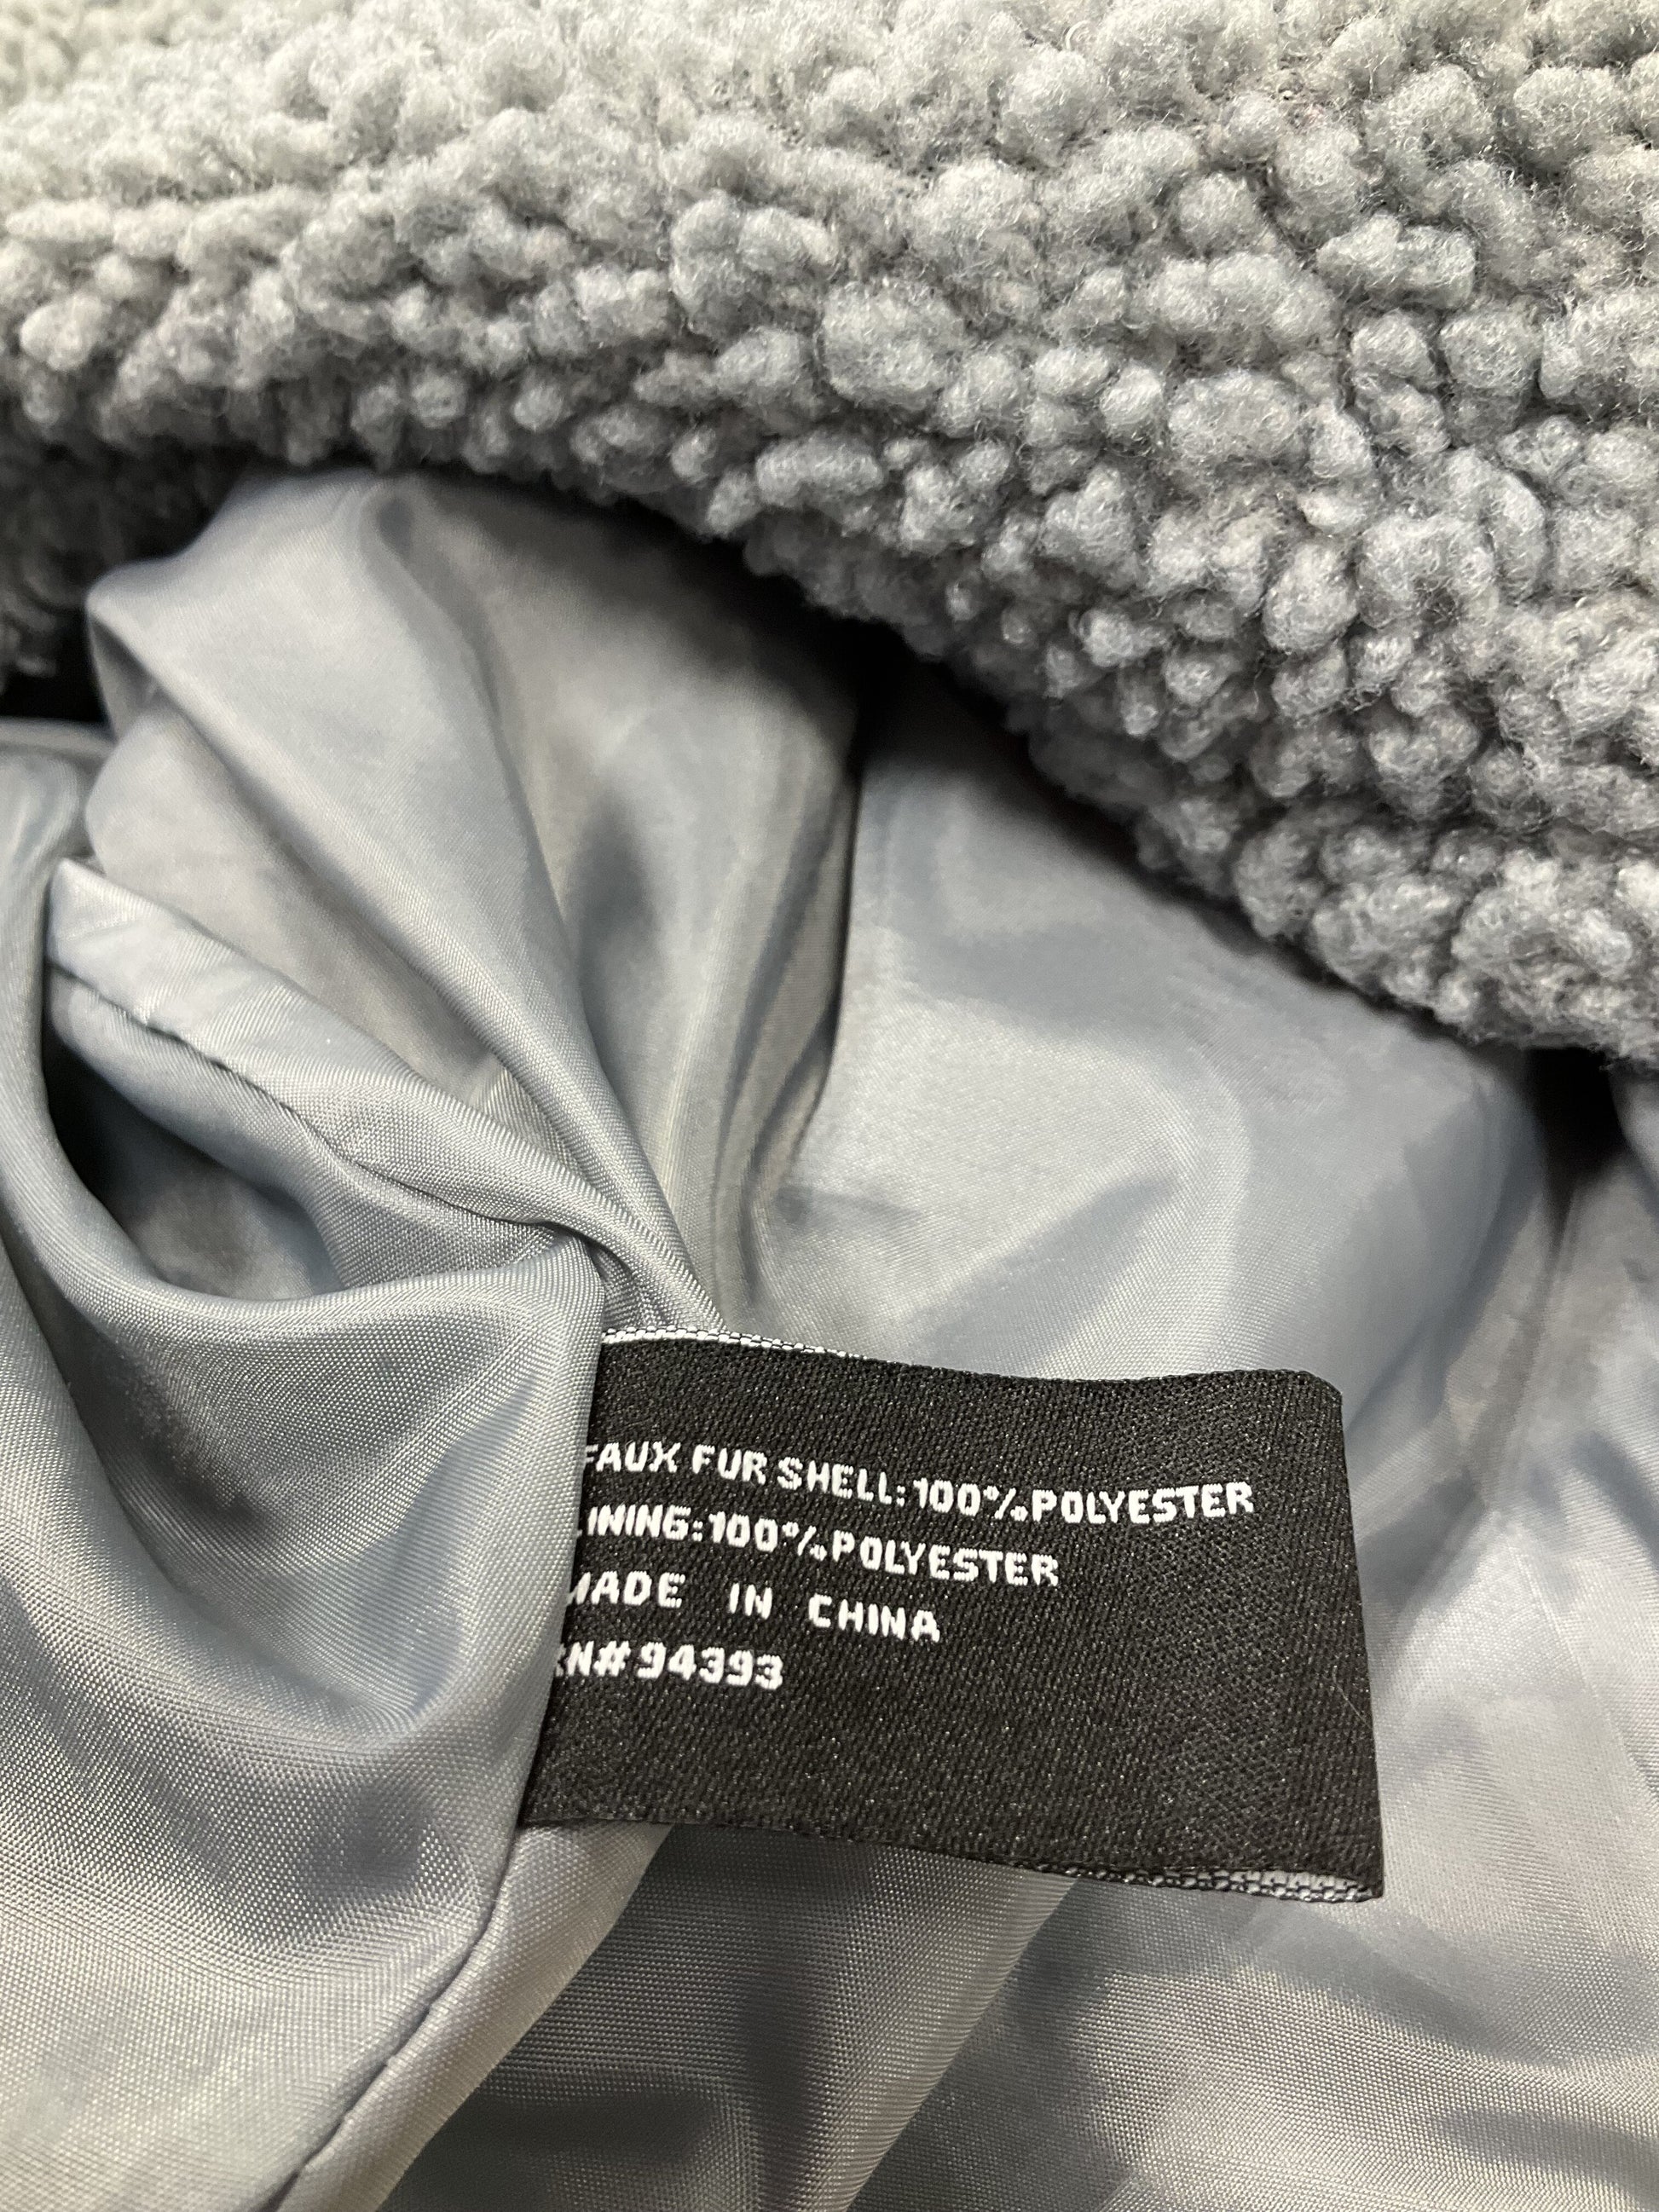 FAUX FUR SHELL:100%POLYESTER
LINING:100%POLYESTER
MADE IN CHINA
RN# 94393